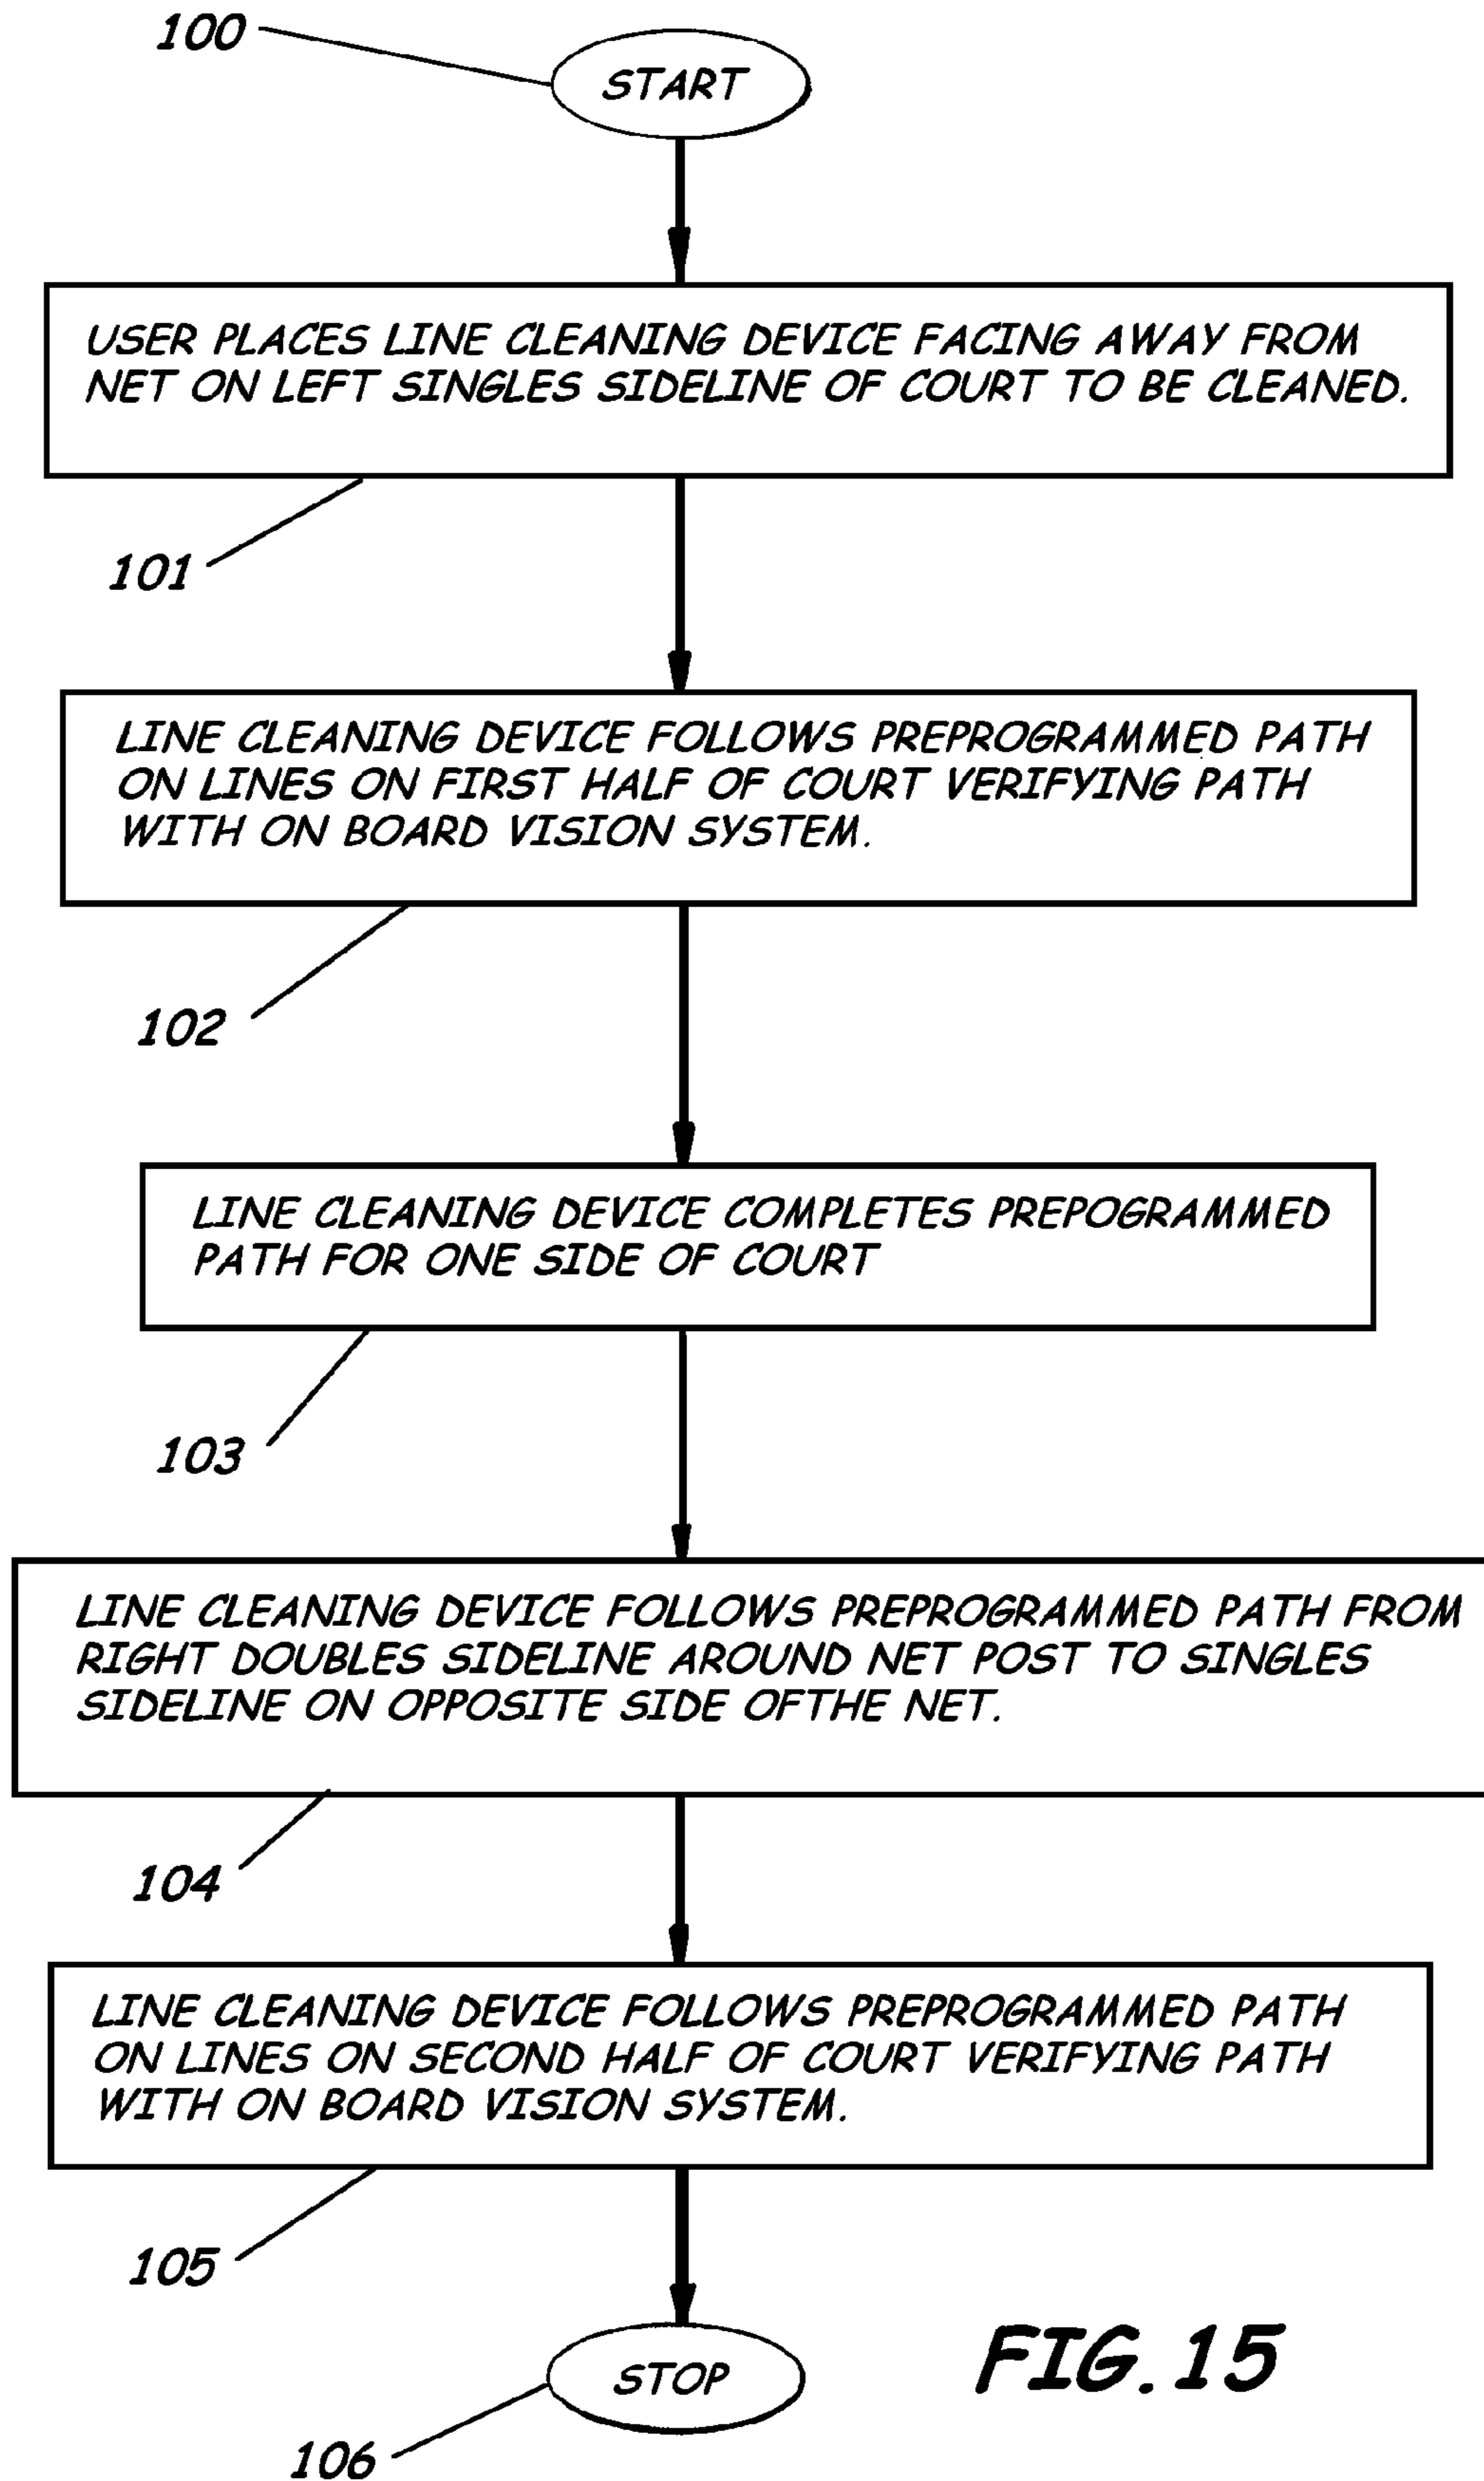 100
START
USER PLACES LINE CLEANING DEVICE FACING AWAY FROM
NET ON LEFT SINGLES SIDELINE OF COURT TO BE CLEANED.
101
LINE CLEANING DEVICE FOLLOWS PREPROGRAMMED PATH
ON LINES ON FIRST HALF OF COURT VERIFYING PATH
WITH ON BOARD VISION SYSTEM.
102
LINE CLEANING DEVICE COMPLETES PREPOGRAMMED
PATH FOR ONE SIDE OF COURT
103
LINE CLEANING DEVICE FOLLOWS PREPROGRAMMED PATH FROM
RIGHT DOUBLES SIDELINE AROUND NET POST TO SINGLES
SIDELINE ON OPPOSITE SIDE OFTHE NET.
104
LINE CLEANING DEVICE FOLLOWS PREPROGRAMMED PATH
ON LINES ON SECOND HALF OF COURT VERIFYING PATH
WITH ON BOARD VISION SYSTEM.
105
STOP
FIG. 15
106